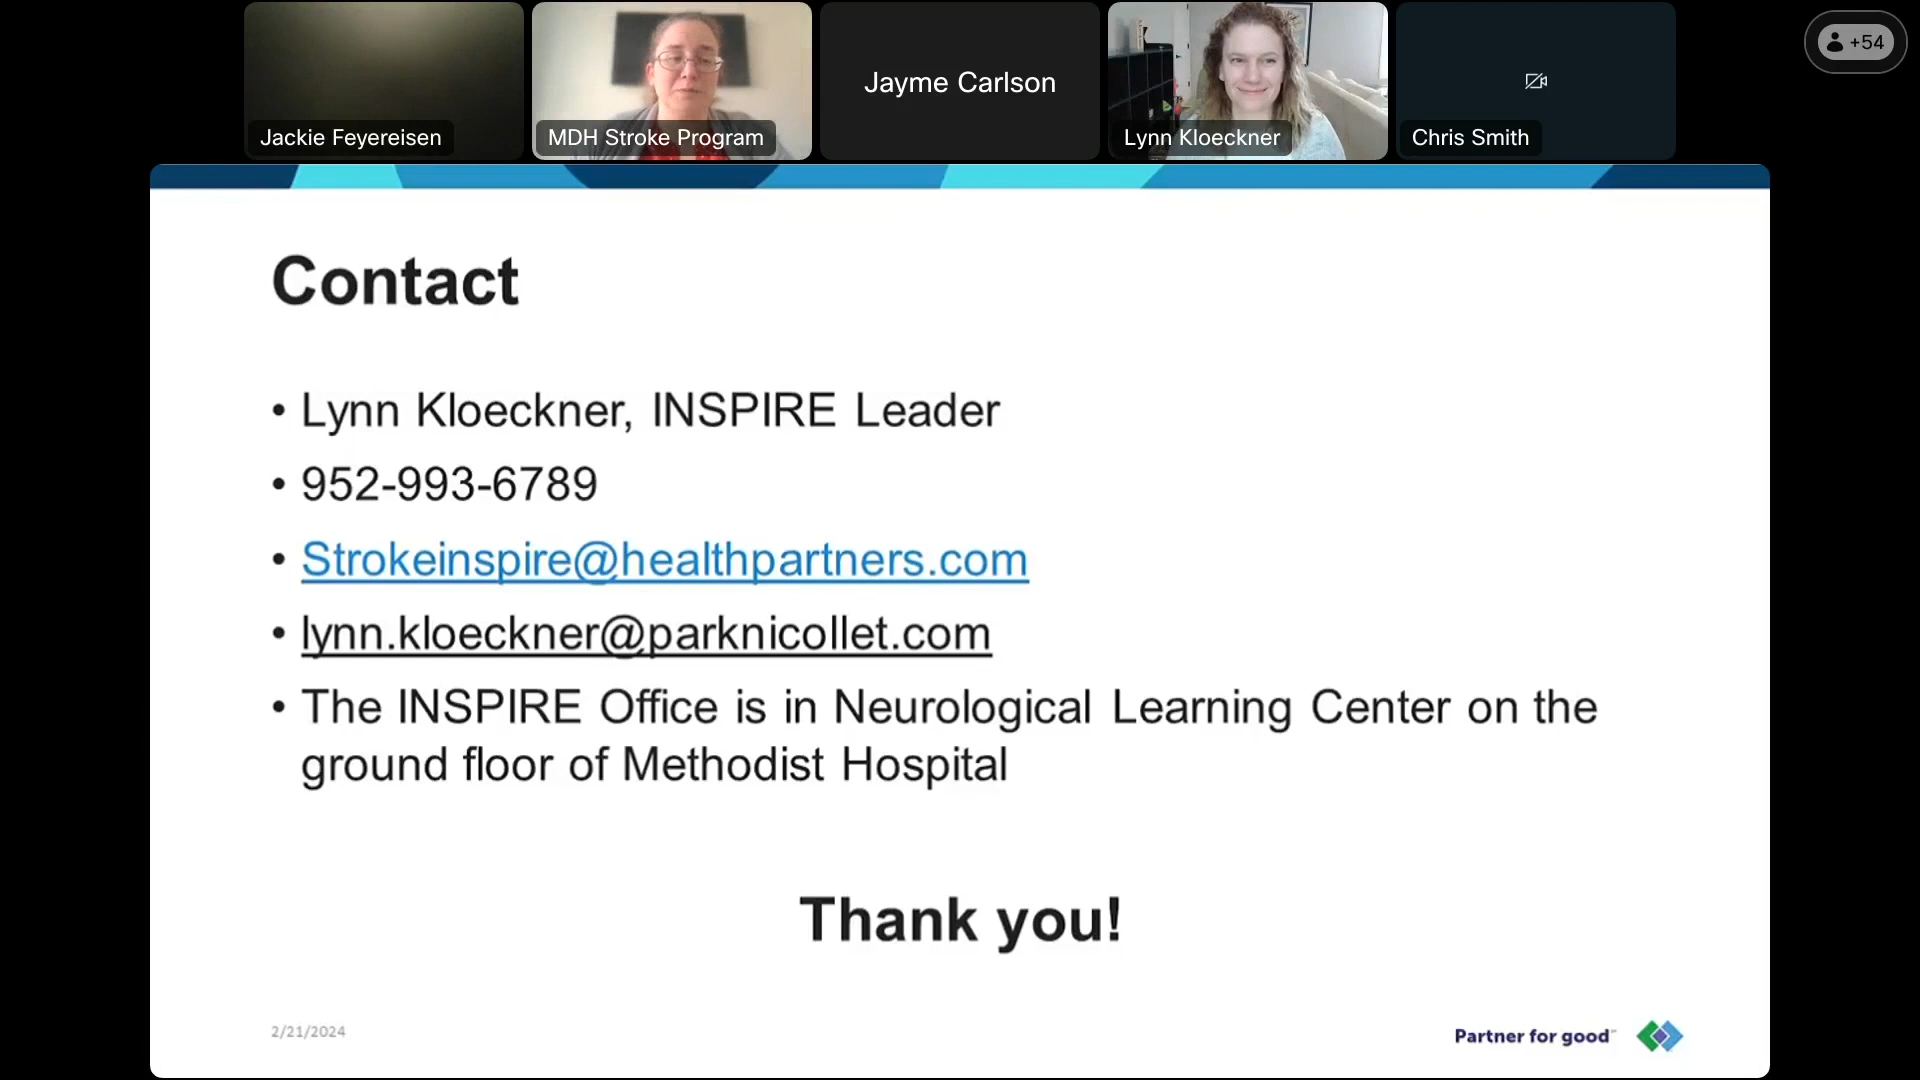 Jackie Feyereisen
MDH Stroke Program
Jayme Carlson
Lynn Kloeckner
Chris Smith
+54
Contact
• Lynn Kloeckner, INSPIRE Leader
• 952-993-6789
• Strokeinspire@healthpartners.com
• lynn.kloeckner@parknicollet.com
• The INSPIRE Office is in Neurological Learning Center on the
ground floor of Methodist Hospital
Thank you!
2/21/2024
Partner for good™